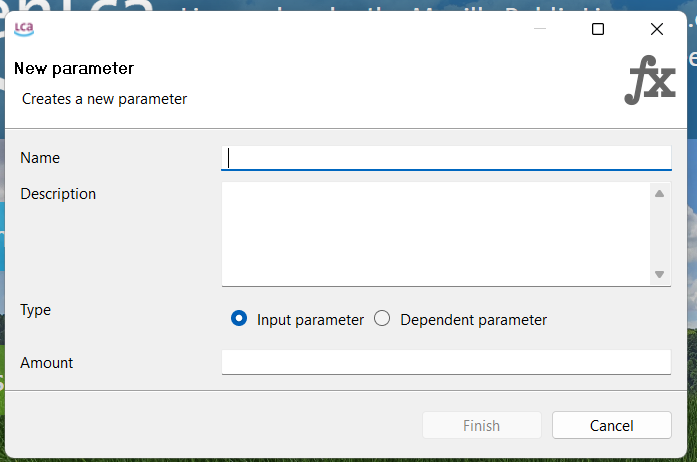 LCA
New parameter
Creates a new parameter
fx
Name
Description
Type
Input parameter
Dependent parameter
Amount
Finish
Cancel